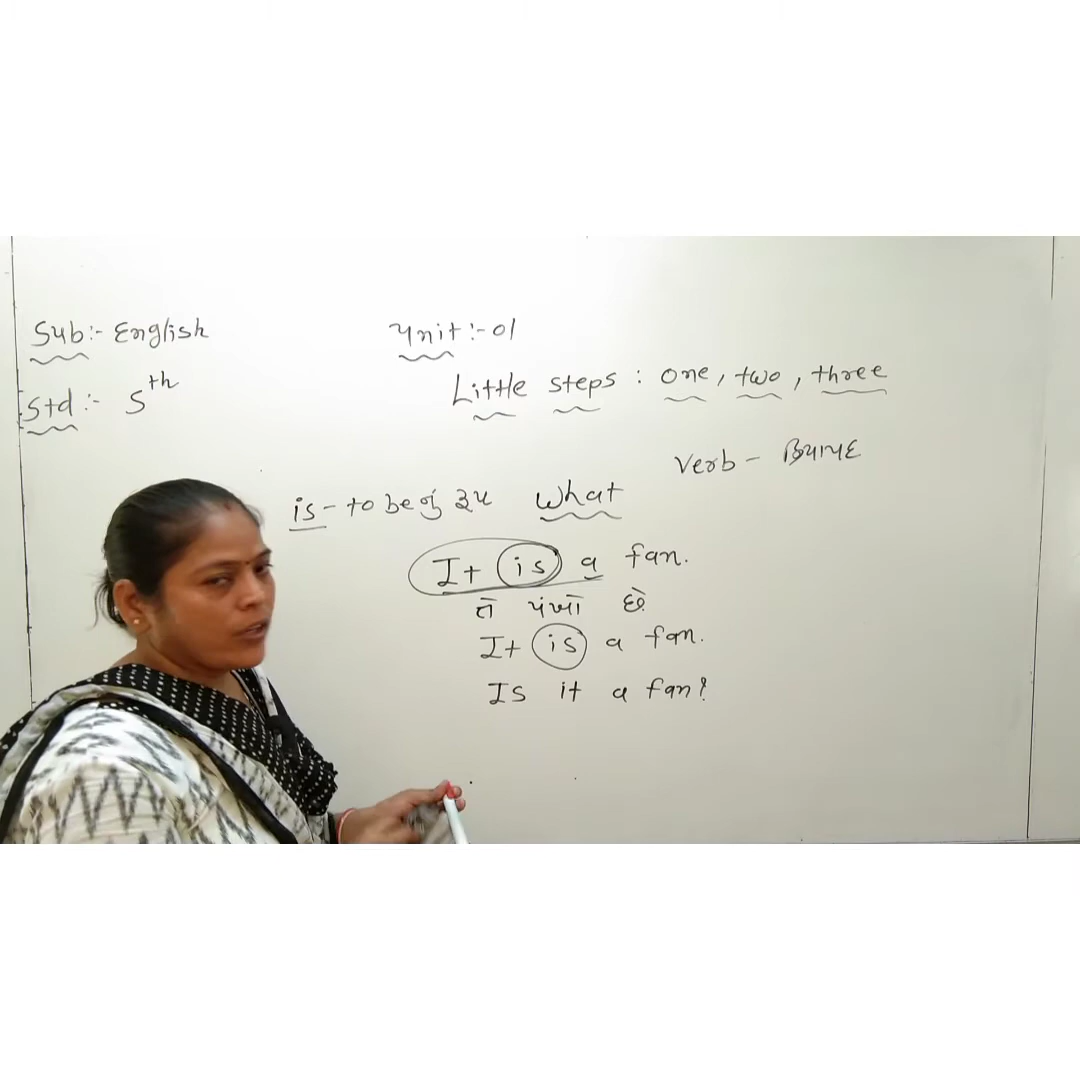 Sub:- English
Unit:- 01
Std:- 5th
Little steps : one, two, three
Verb - ક્રિયાપદ
is - to be નું રૂપ What
It is a fan.
તે પંખો છે
It is a fan.
Is it a fan?